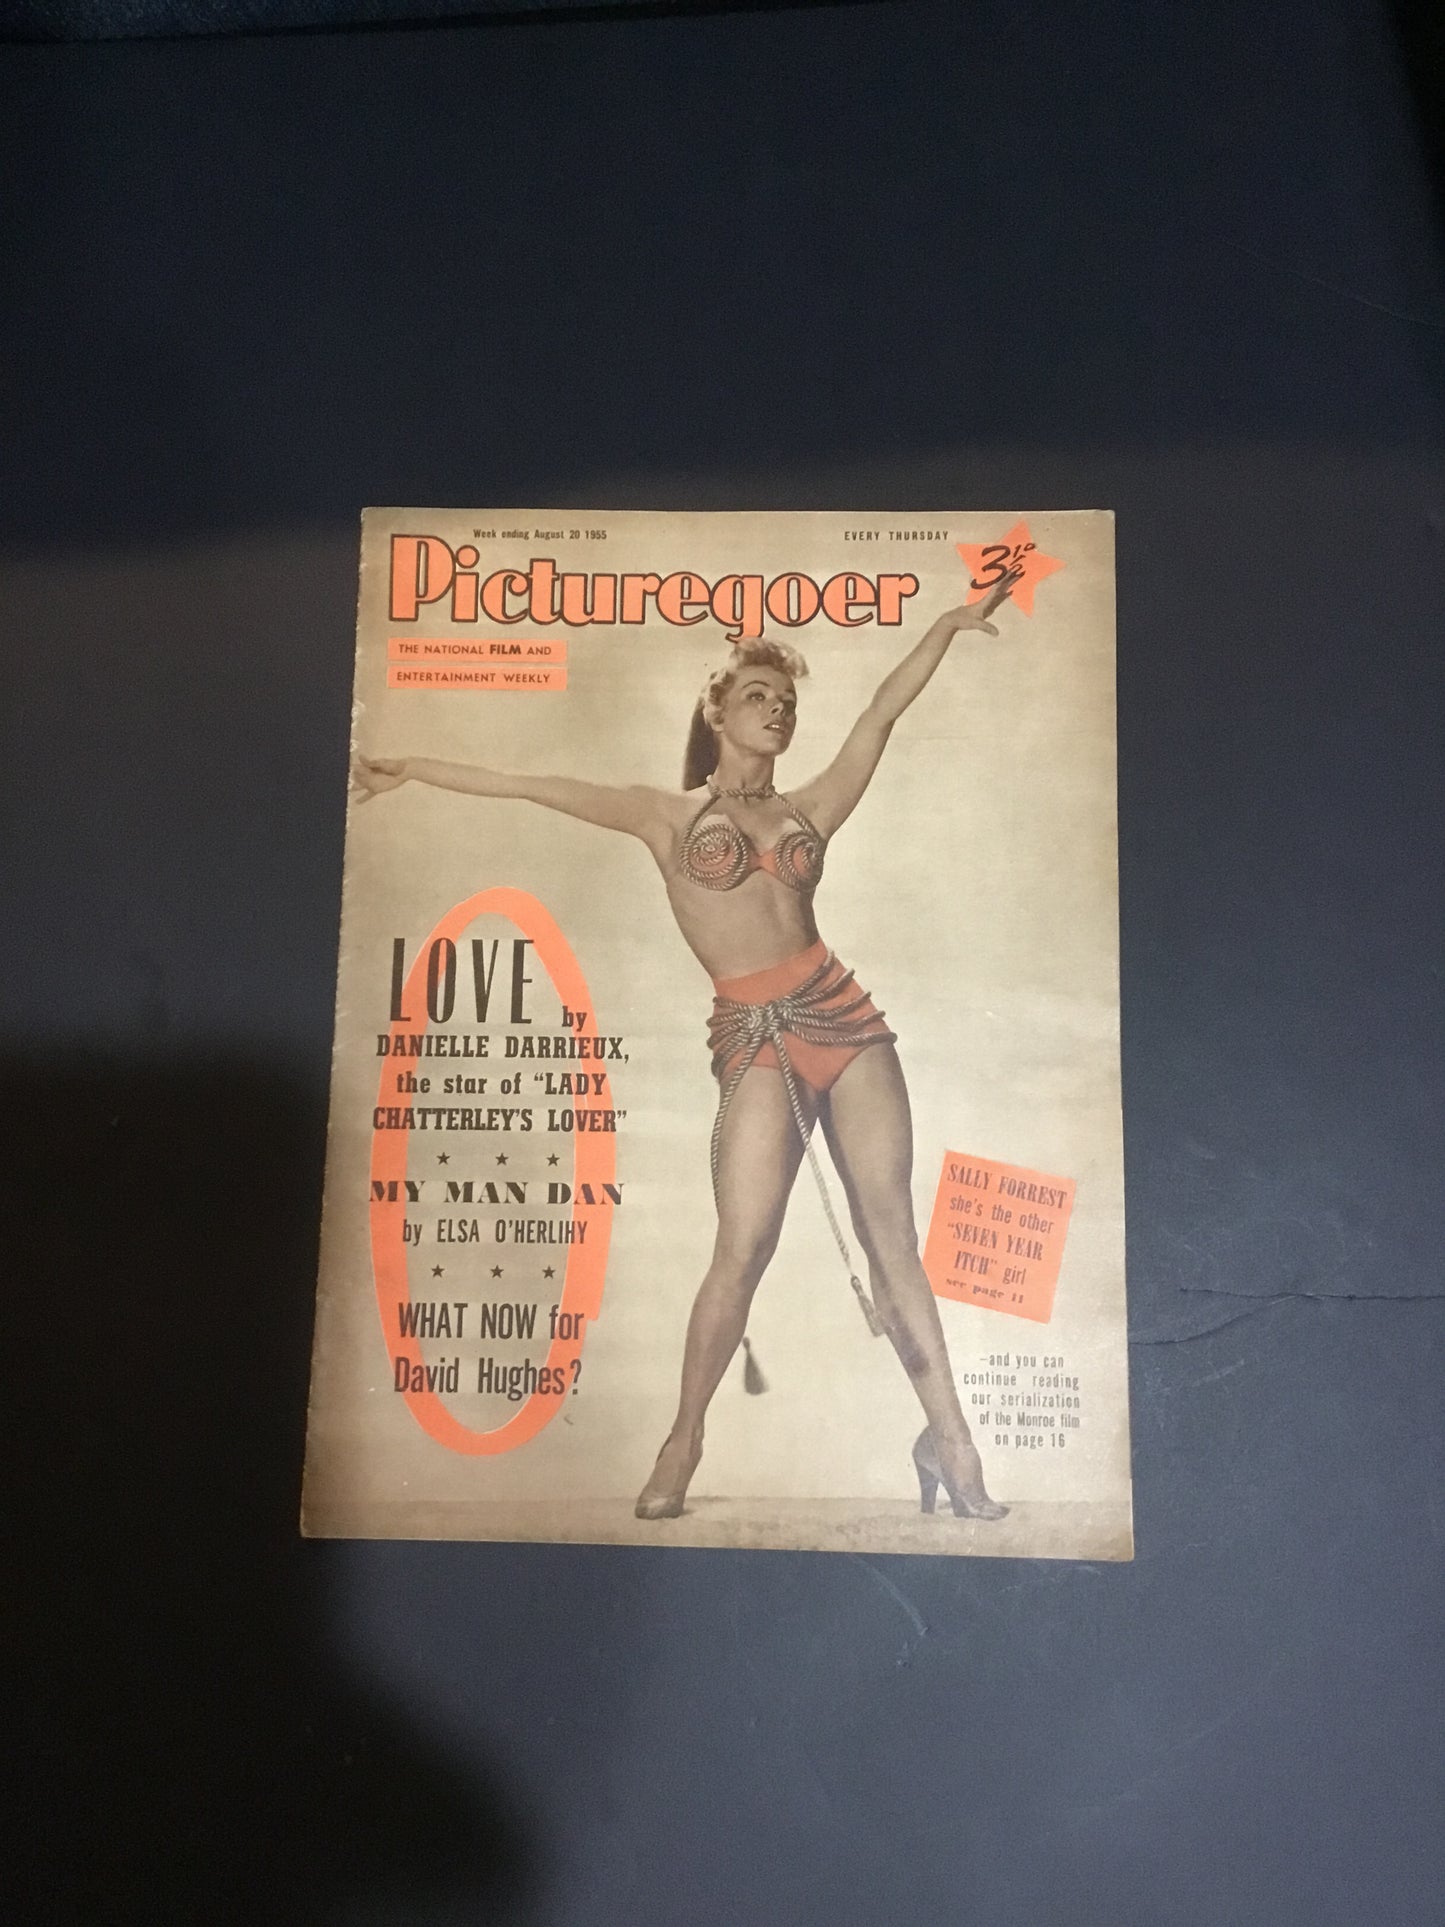 Week ending August 20 1955
EVERY THURSDAY
3½D
Picturegoer
THE NATIONAL FILM AND
ENTERTAINMENT WEEKLY
LOVE by
DANIELLE DARRIEUX,
the star of “LADY
CHATTERLEY'S LOVER”
★ ★ ★
MY MAN DAN
by ELSA O'HERLIHY
★ ★ ★
WHAT NOW for
David Hughes?
SALLY FORREST
she's the other
“SEVEN YEAR
ITCH” girl
see page 11
—and you can
continue reading
our serialization
of the Monroe film
on page 16